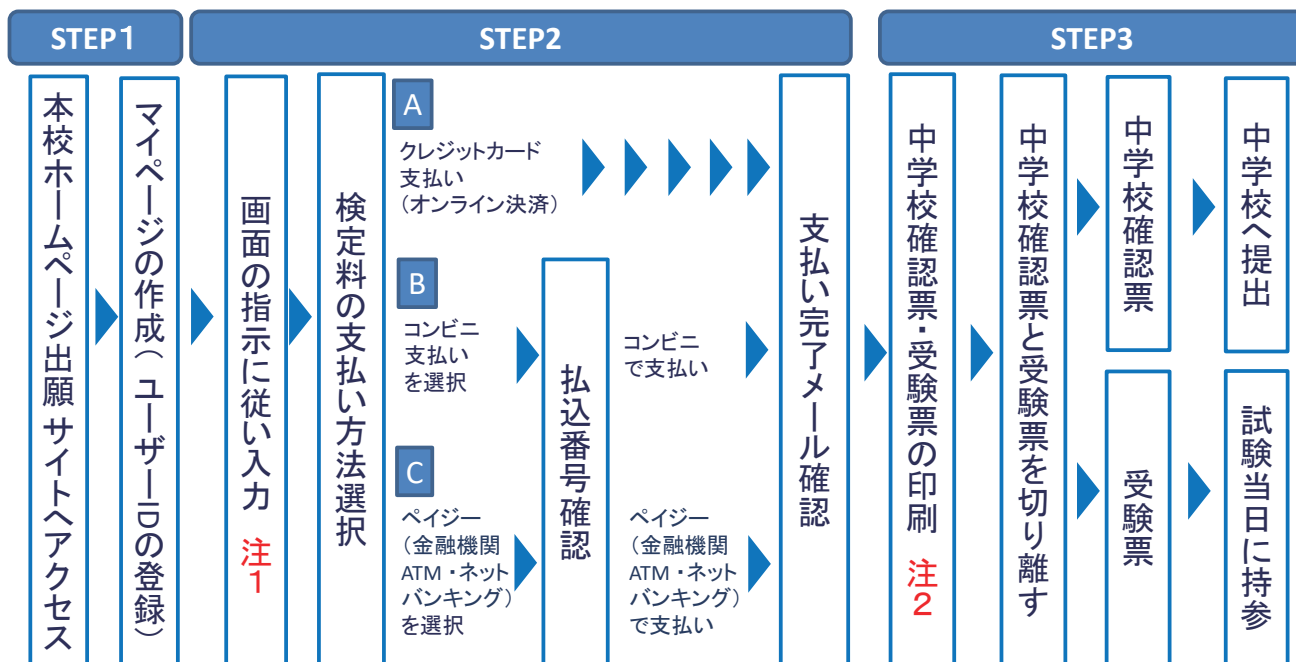 STEP1
STEP2
STEP3
本校ホームページ出願 サイトへアクセス
マイページの作成（ ユーザーIDの登録）
画面の指示に従い入力 注１
検定料の支払い方法選択
A
クレジットカード
支払い
（オンライン決済）
B
コンビニ
支払い
を選択
C
ペイジー
（金融機関
ATM・ネット
バンキング）
を選択
払込番号確認
コンビニ
で支払い
ペイジー
（金融機関
ATM・ネット
バンキング）
で支払い
支払い完了メール確認
中学校確認票・受験票の印刷 注２
中学校確認票と受験票を切り離す
中学校確認票
中学校へ提出
受験票
試験当日に持参